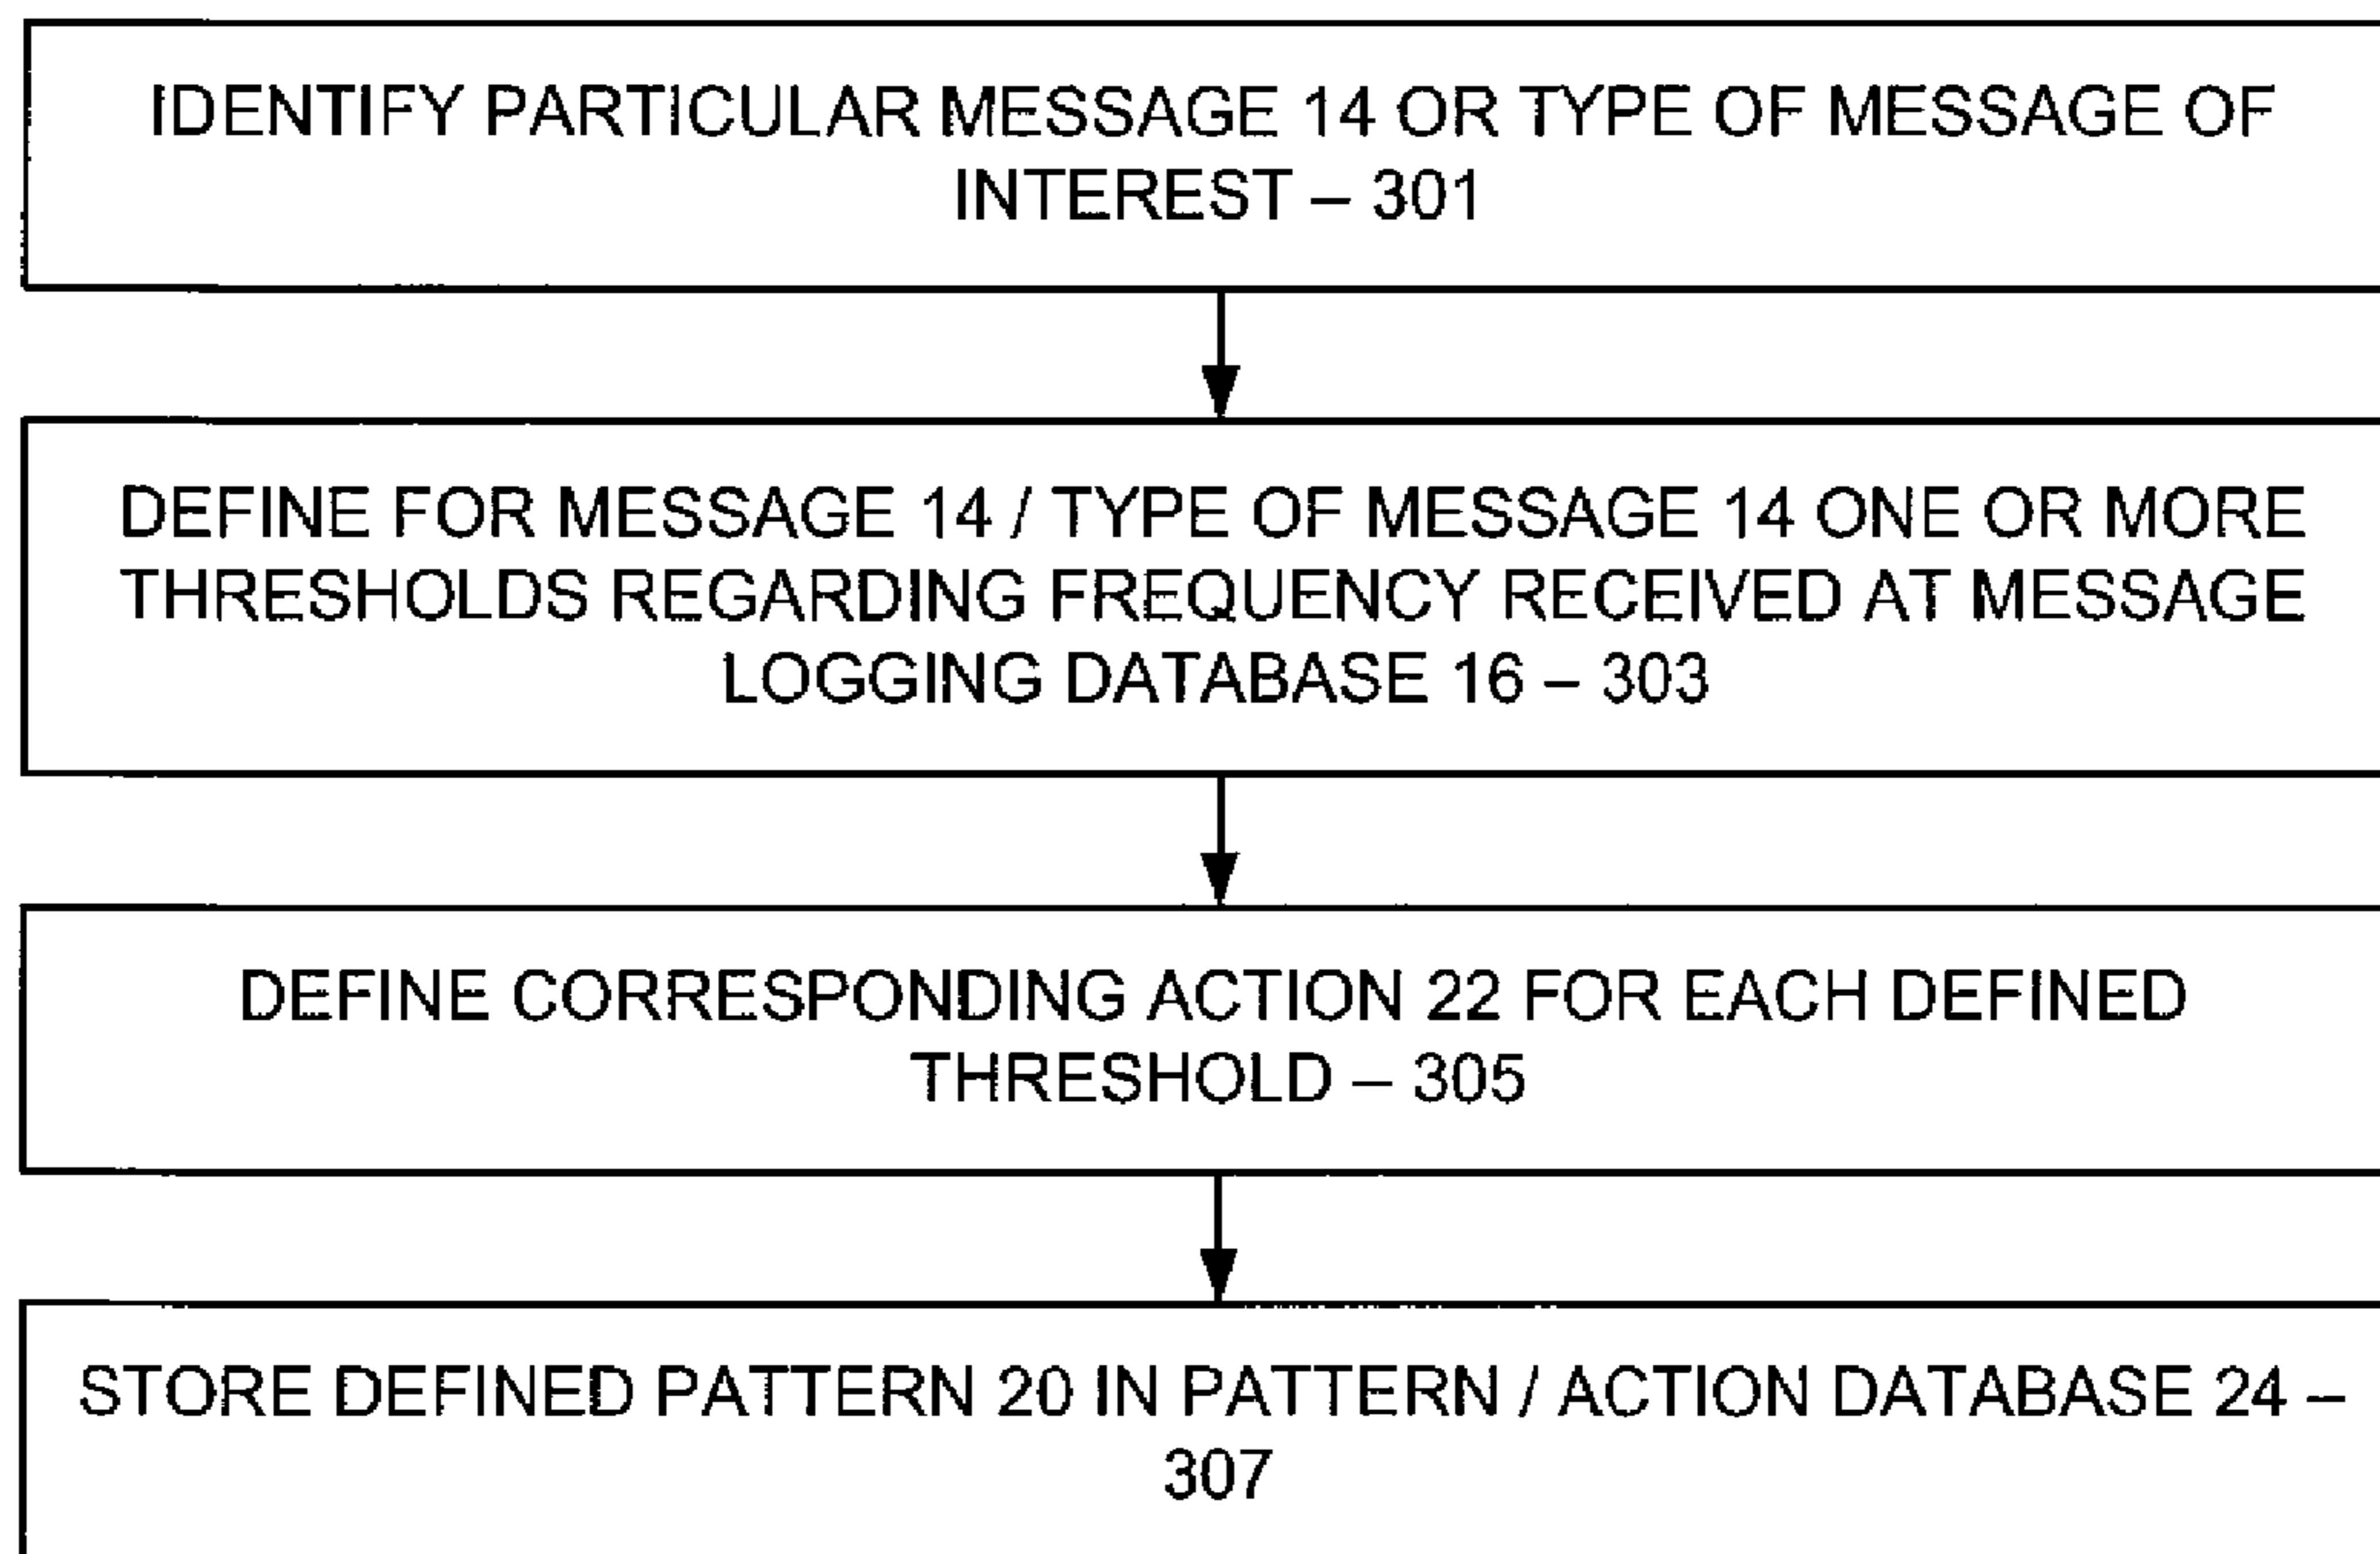 IDENTIFY PARTICULAR MESSAGE 14 OR TYPE OF MESSAGE OF
INTEREST – 301
DEFINE FOR MESSAGE 14 / TYPE OF MESSAGE 14 ONE OR MORE
THRESHOLDS REGARDING FREQUENCY RECEIVED AT MESSAGE
LOGGING DATABASE 16 – 303
DEFINE CORRESPONDING ACTION 22 FOR EACH DEFINED
THRESHOLD – 305
STORE DEFINED PATTERN 20 IN PATTERN / ACTION DATABASE 24 –
307